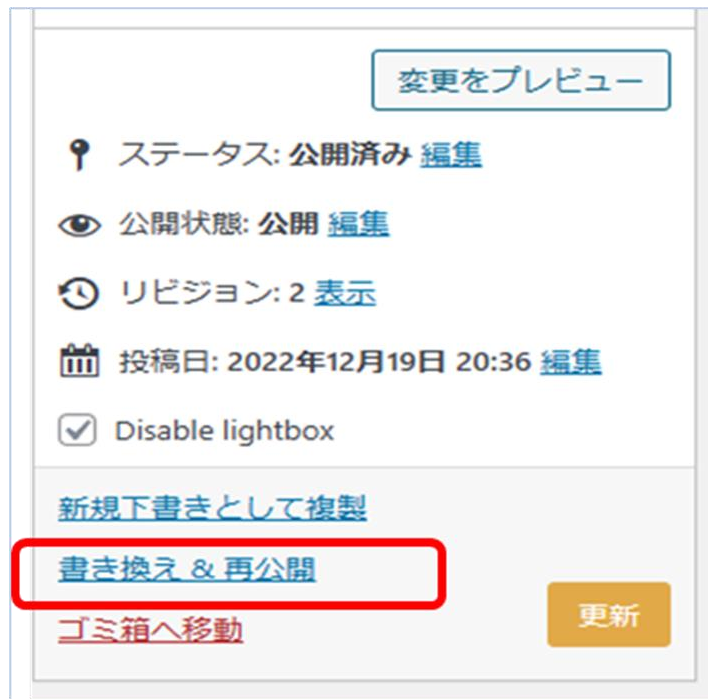 変更をプレビュー
ステータス: 公開済み 編集
公開状態: 公開 編集
リビジョン: 2 表示
投稿日: 2022年12月19日 20:36 編集
Disable lightbox
新規下書きとして複製
書き換え & 再公開
ゴミ箱へ移動
更新